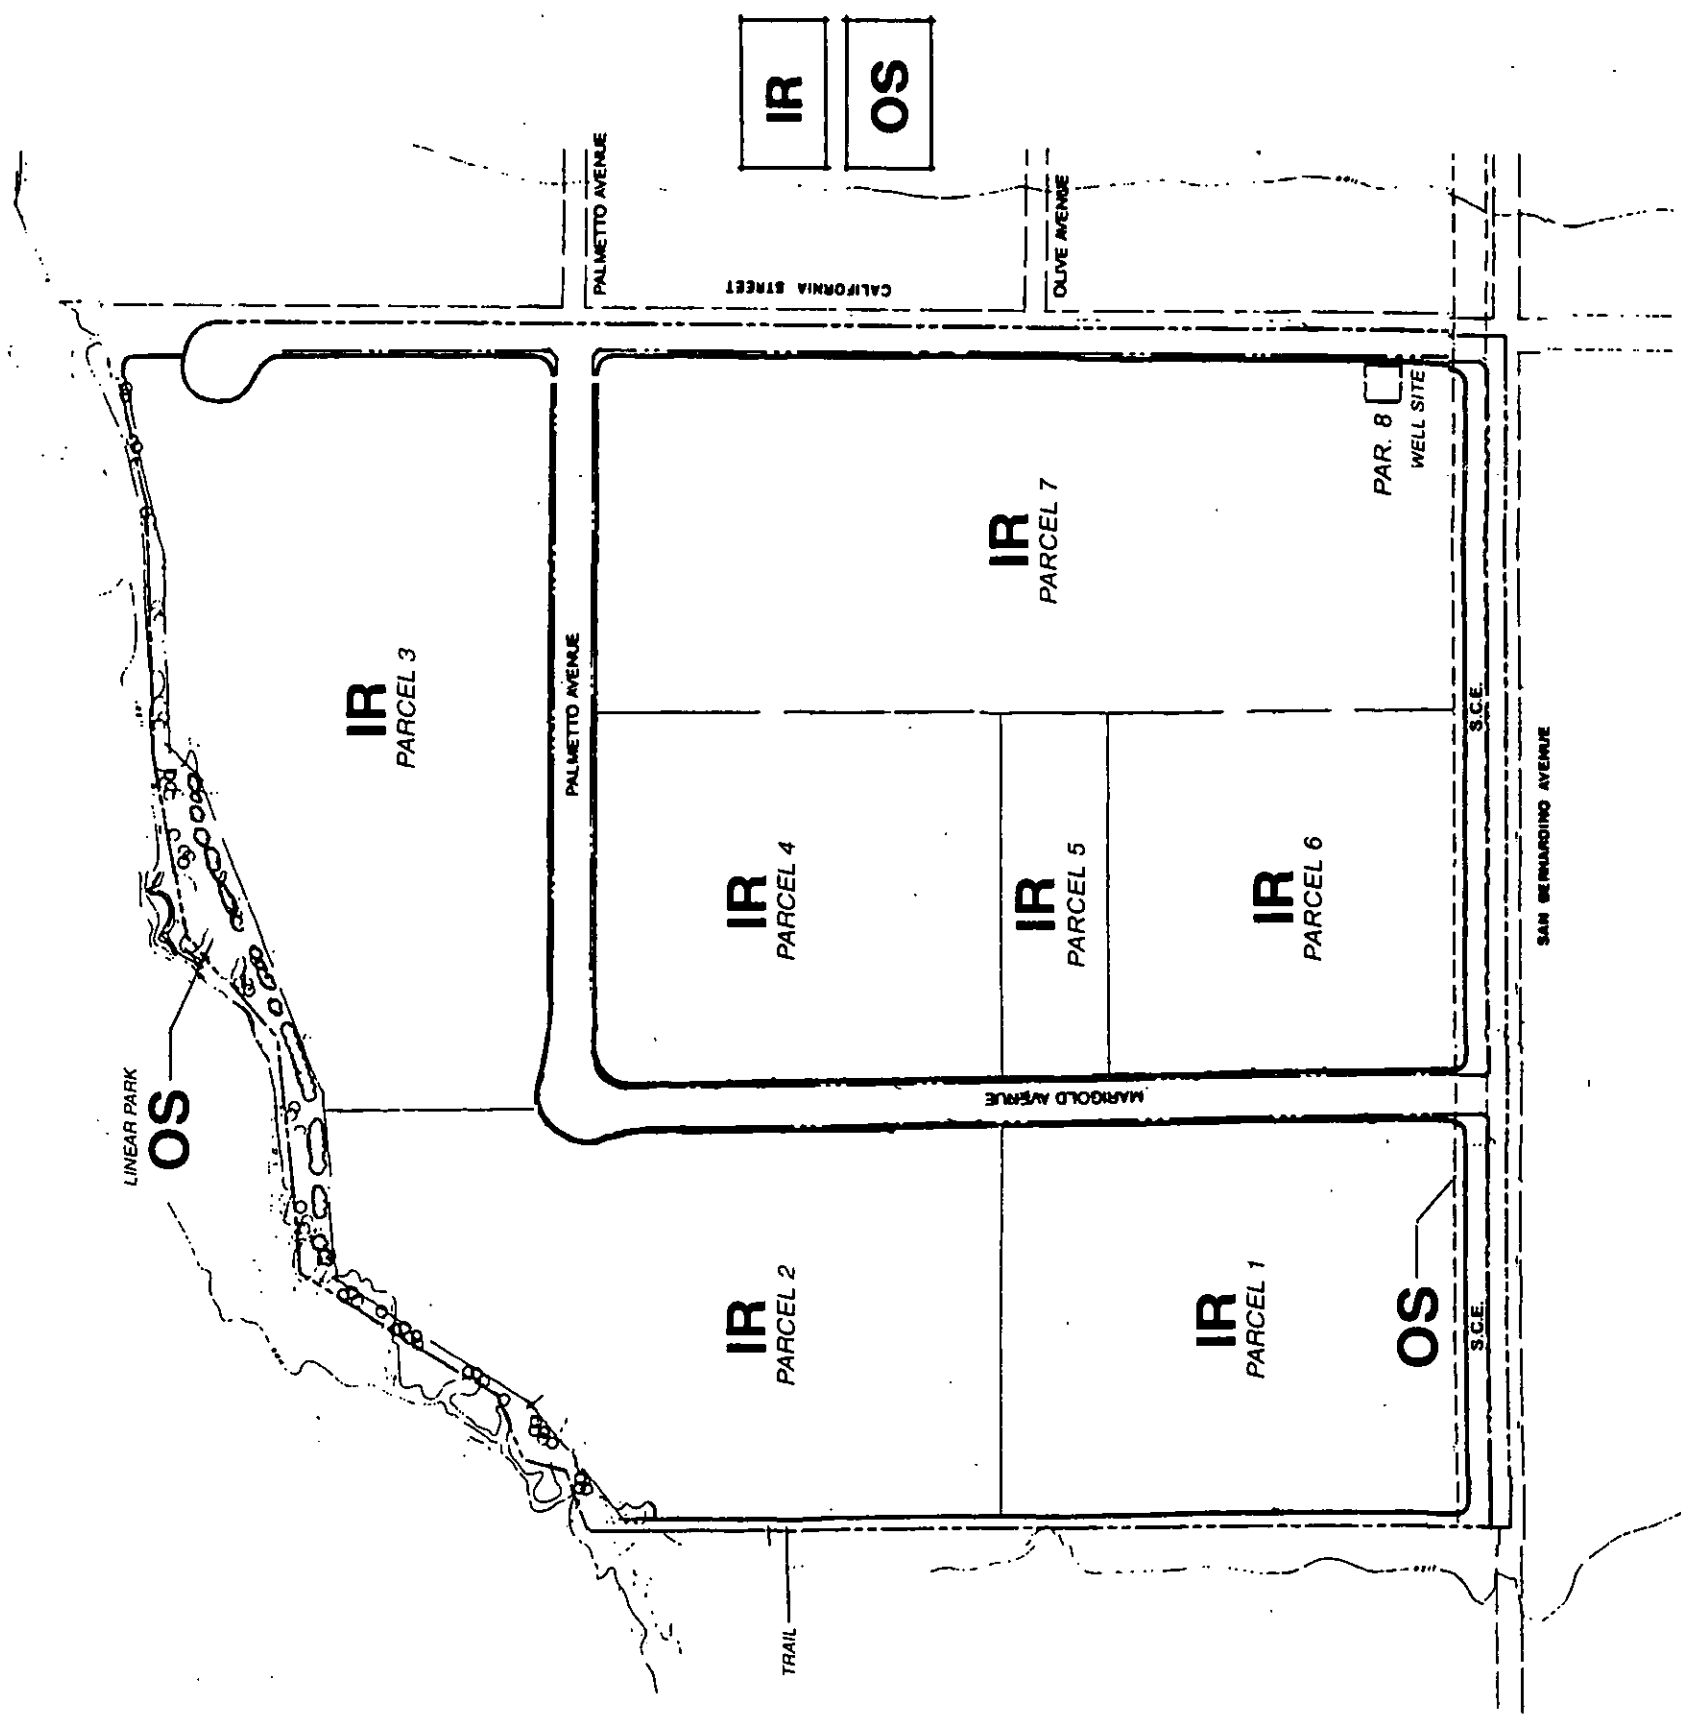 IR
OS
PALMETTO AVENUE
OLIVE AVENUE
CALIFORNIA STREET
PAR. 8
WELL SITE
IR
PARCEL 7
IR
PARCEL 3
PALMETTO AVENUE
S.C.E.
SAN BERNARDINO AVENUE
IR
PARCEL 4
IR
PARCEL 5
IR
PARCEL 6
LINEAR PARK
OS
MARIGOLD AVENUE
IR
PARCEL 2
IR
PARCEL 1
OS
S.C.E.
TRAIL